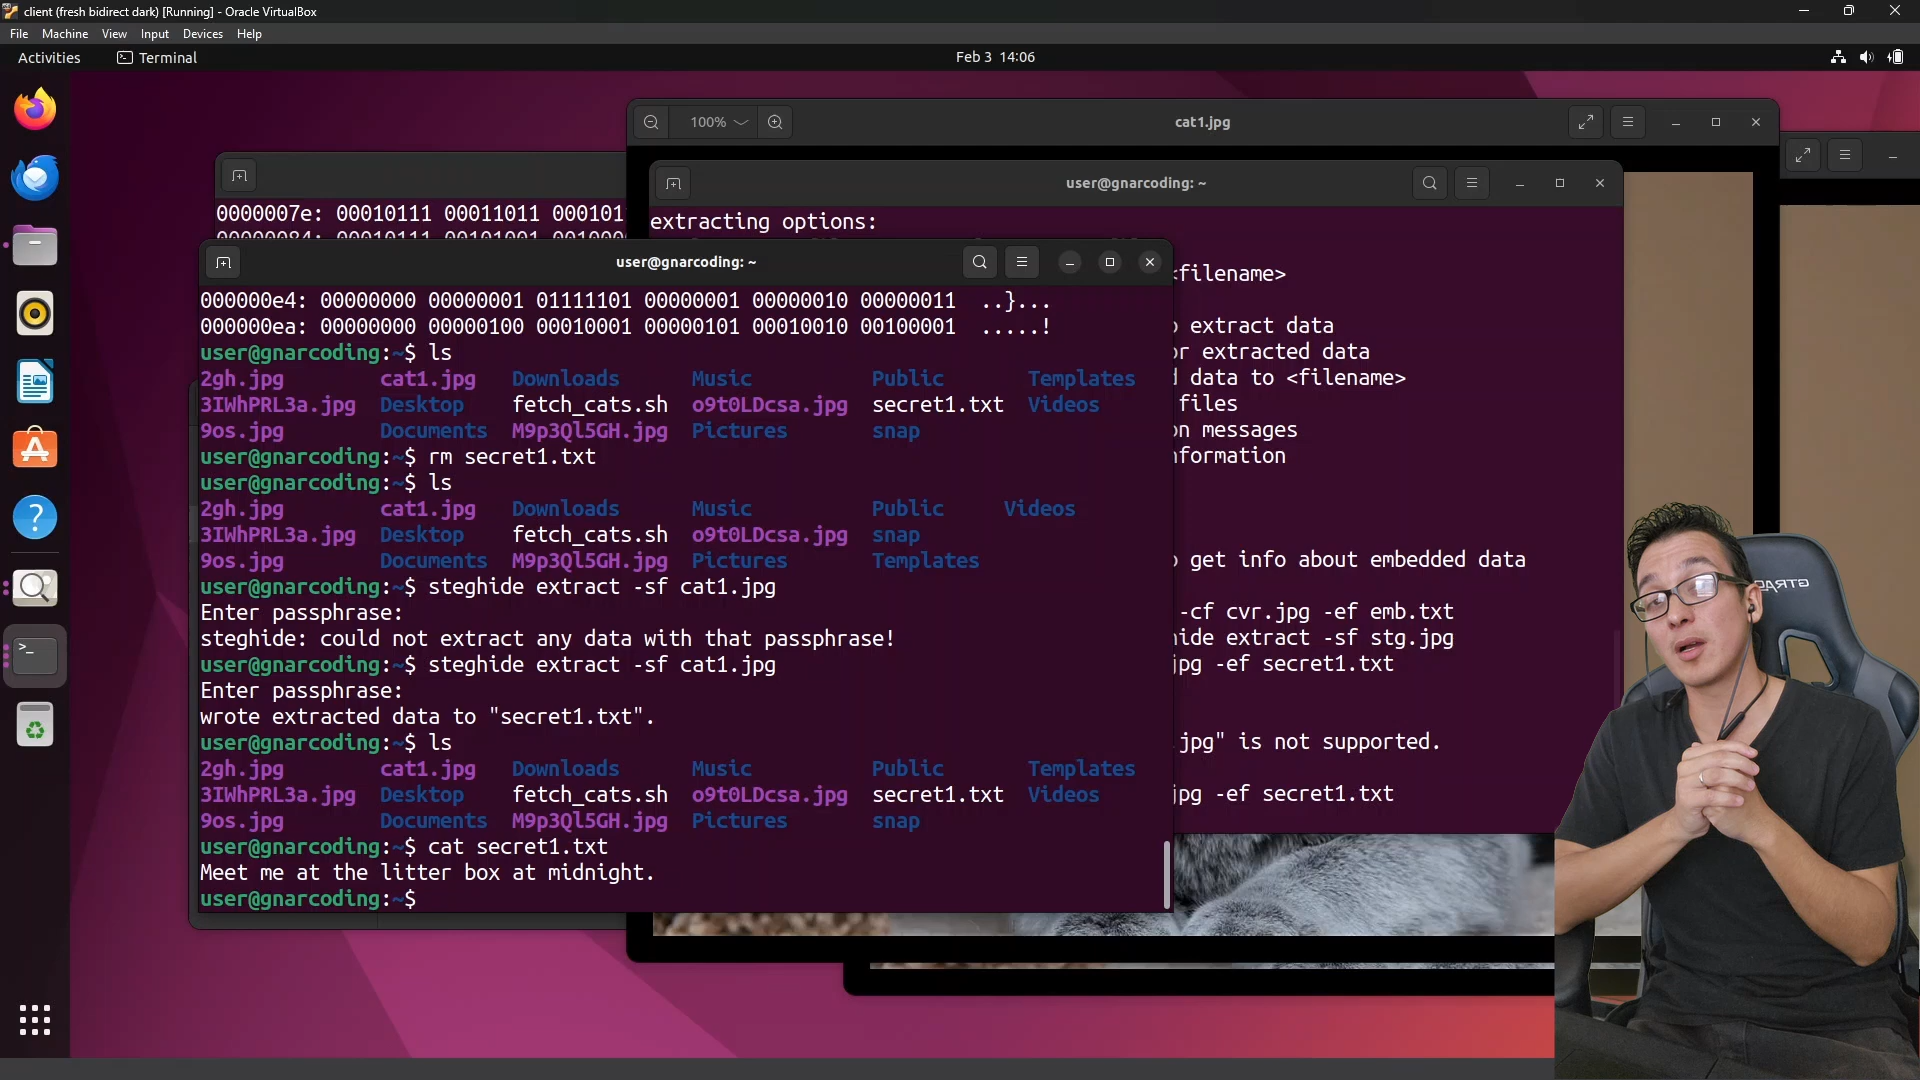 client (fresh bidirect dark) [Running] - Oracle VirtualBox
File Machine View Input Devices Help
Activities Terminal Feb 3 14:06
100% cat1.jpg
user@gnarcoding: ~
0000007e: 00010111 00011011 000101
extracting options:
user@gnarcoding: ~
<filename>
extract data
or extracted data
data to <filename>
files
on messages
information
get info about embedded data
-cf cvr.jpg -ef emb.txt
hide extract -sf stg.jpg
jpg -ef secret1.txt
jpg" is not supported.
jpg -ef secret1.txt
000000e4: 00000000 00000001 01111101 00000001 00000010 00000011 ..}...
000000ea: 00000000 00000100 00010001 00000101 00010010 00100001 .....!
user@gnarcoding:~$ ls
2gh.jpg cat1.jpg Downloads Music Public Templates
3IWhPRL3a.jpg Desktop fetch_cats.sh o9t0LDcsa.jpg secret1.txt Videos
9os.jpg Documents M9p3Ql5GH.jpg Pictures snap
user@gnarcoding:~$ rm secret1.txt
user@gnarcoding:~$ ls
2gh.jpg cat1.jpg Downloads Music Public Videos
3IWhPRL3a.jpg Desktop fetch_cats.sh o9t0LDcsa.jpg snap
9os.jpg Documents M9p3Ql5GH.jpg Pictures Templates
user@gnarcoding:~$ steghide extract -sf cat1.jpg
Enter passphrase:
steghide: could not extract any data with that passphrase!
user@gnarcoding:~$ steghide extract -sf cat1.jpg
Enter passphrase:
wrote extracted data to "secret1.txt".
user@gnarcoding:~$ ls
2gh.jpg cat1.jpg Downloads Music Public Templates
3IWhPRL3a.jpg Desktop fetch_cats.sh o9t0LDcsa.jpg secret1.txt Videos
9os.jpg Documents M9p3Ql5GH.jpg Pictures snap
user@gnarcoding:~$ cat secret1.txt
Meet me at the litter box at midnight.
user@gnarcoding:~$